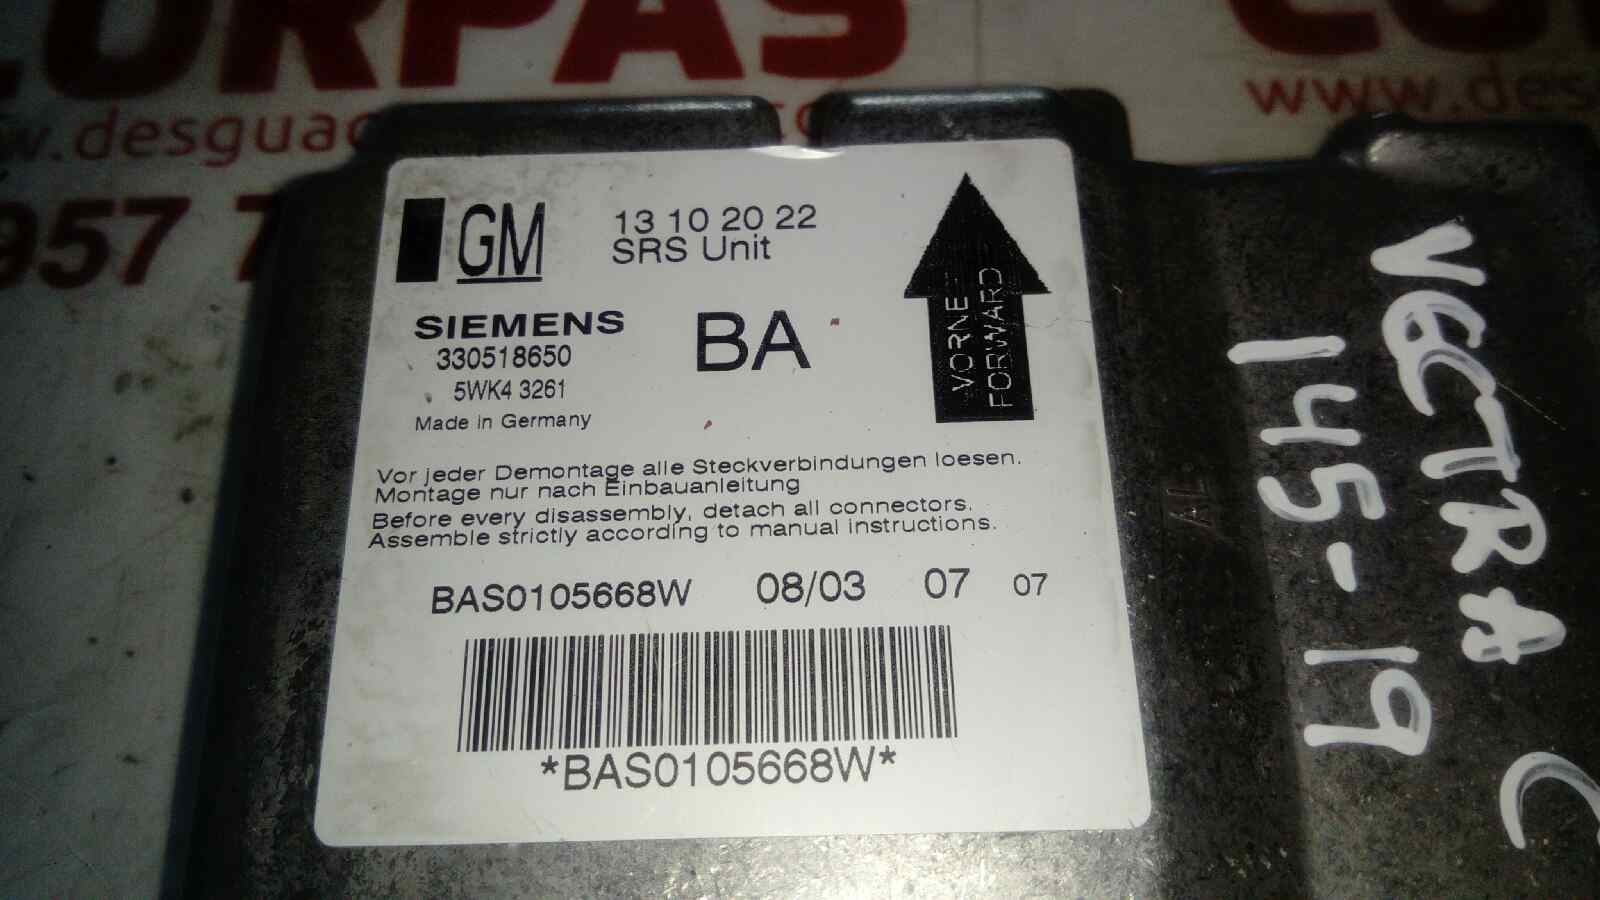 CORPAS
www.des
957 7
GM
13 10 20 22
SRS Unit
SIEMENS
330518650
5WK4 3261
Made in Germany
BA
VORNE
FORWARD
Vor jeder Demontage alle Steckverbindungen loesen.
Montage nur nach Einbauanleitung
Before every disassembly, detach all connectors.
Assemble strictly according to manual instructions.
BAS0105668W 08/03 07 07
*BAS0105668W*
VECTRA C
145-19